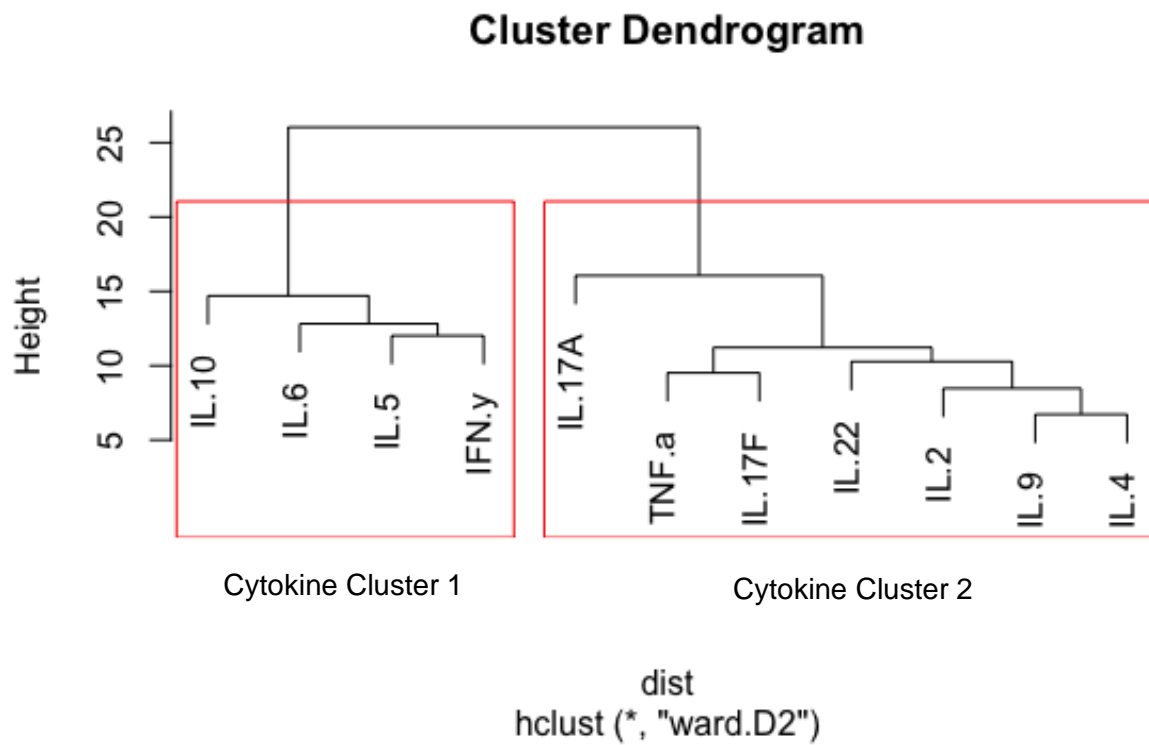 Cluster Dendrogram
Height
25
20
15
10
5
IL.10
IL.6
IL.5
IFN.y
IL.17A
TNF.a
IL.17F
IL.22
IL.2
IL.9
IL.4
Cytokine Cluster 1
Cytokine Cluster 2
dist
hclust (*, "ward.D2")